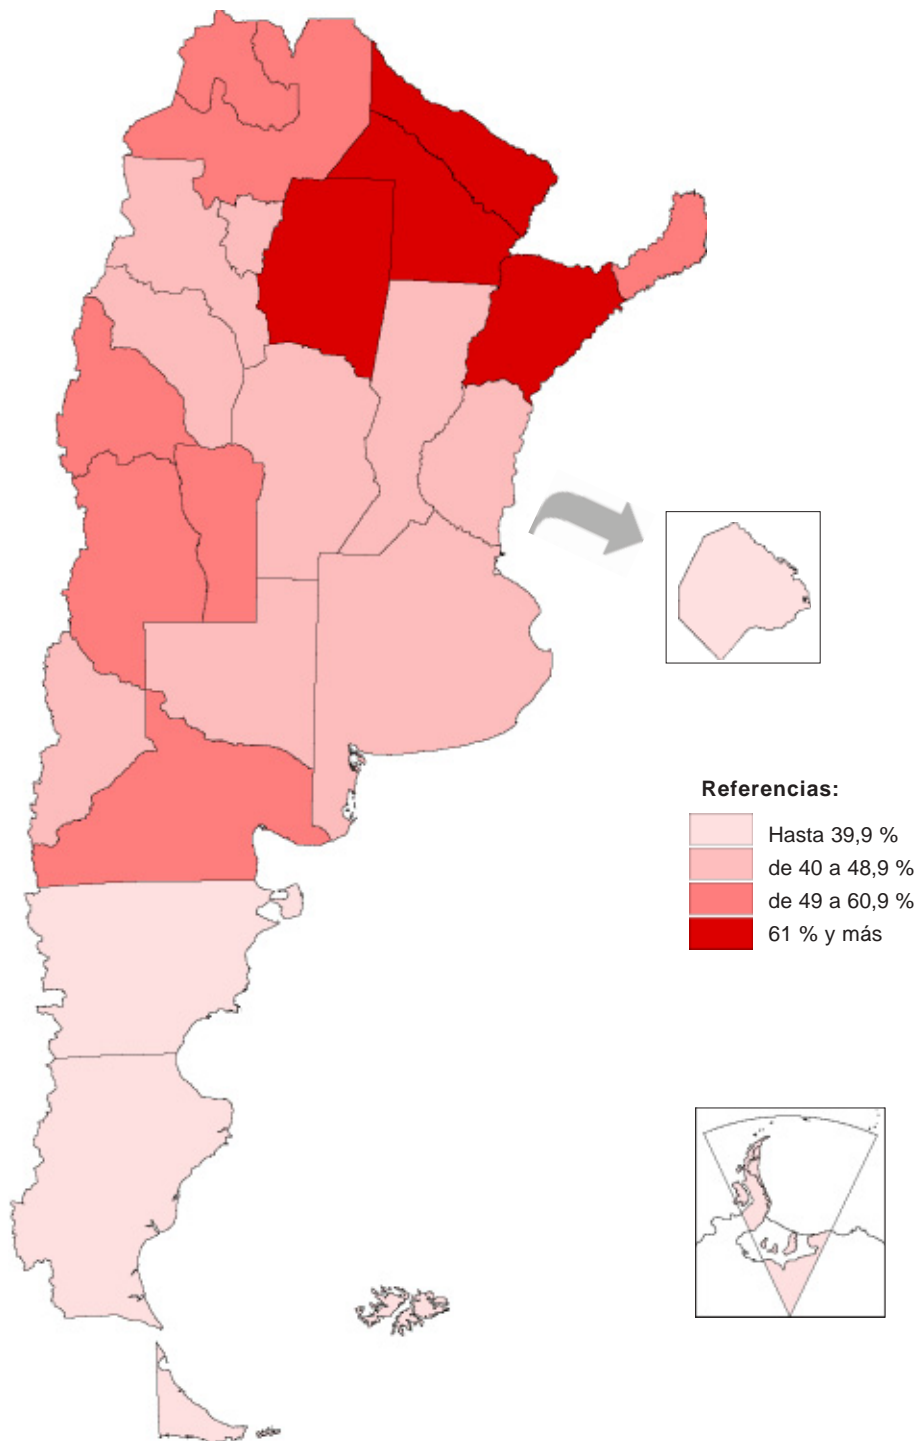 Referencias:
Hasta 39,9 %
de 40 a 48,9 %
de 49 a 60,9 %
61 % y más